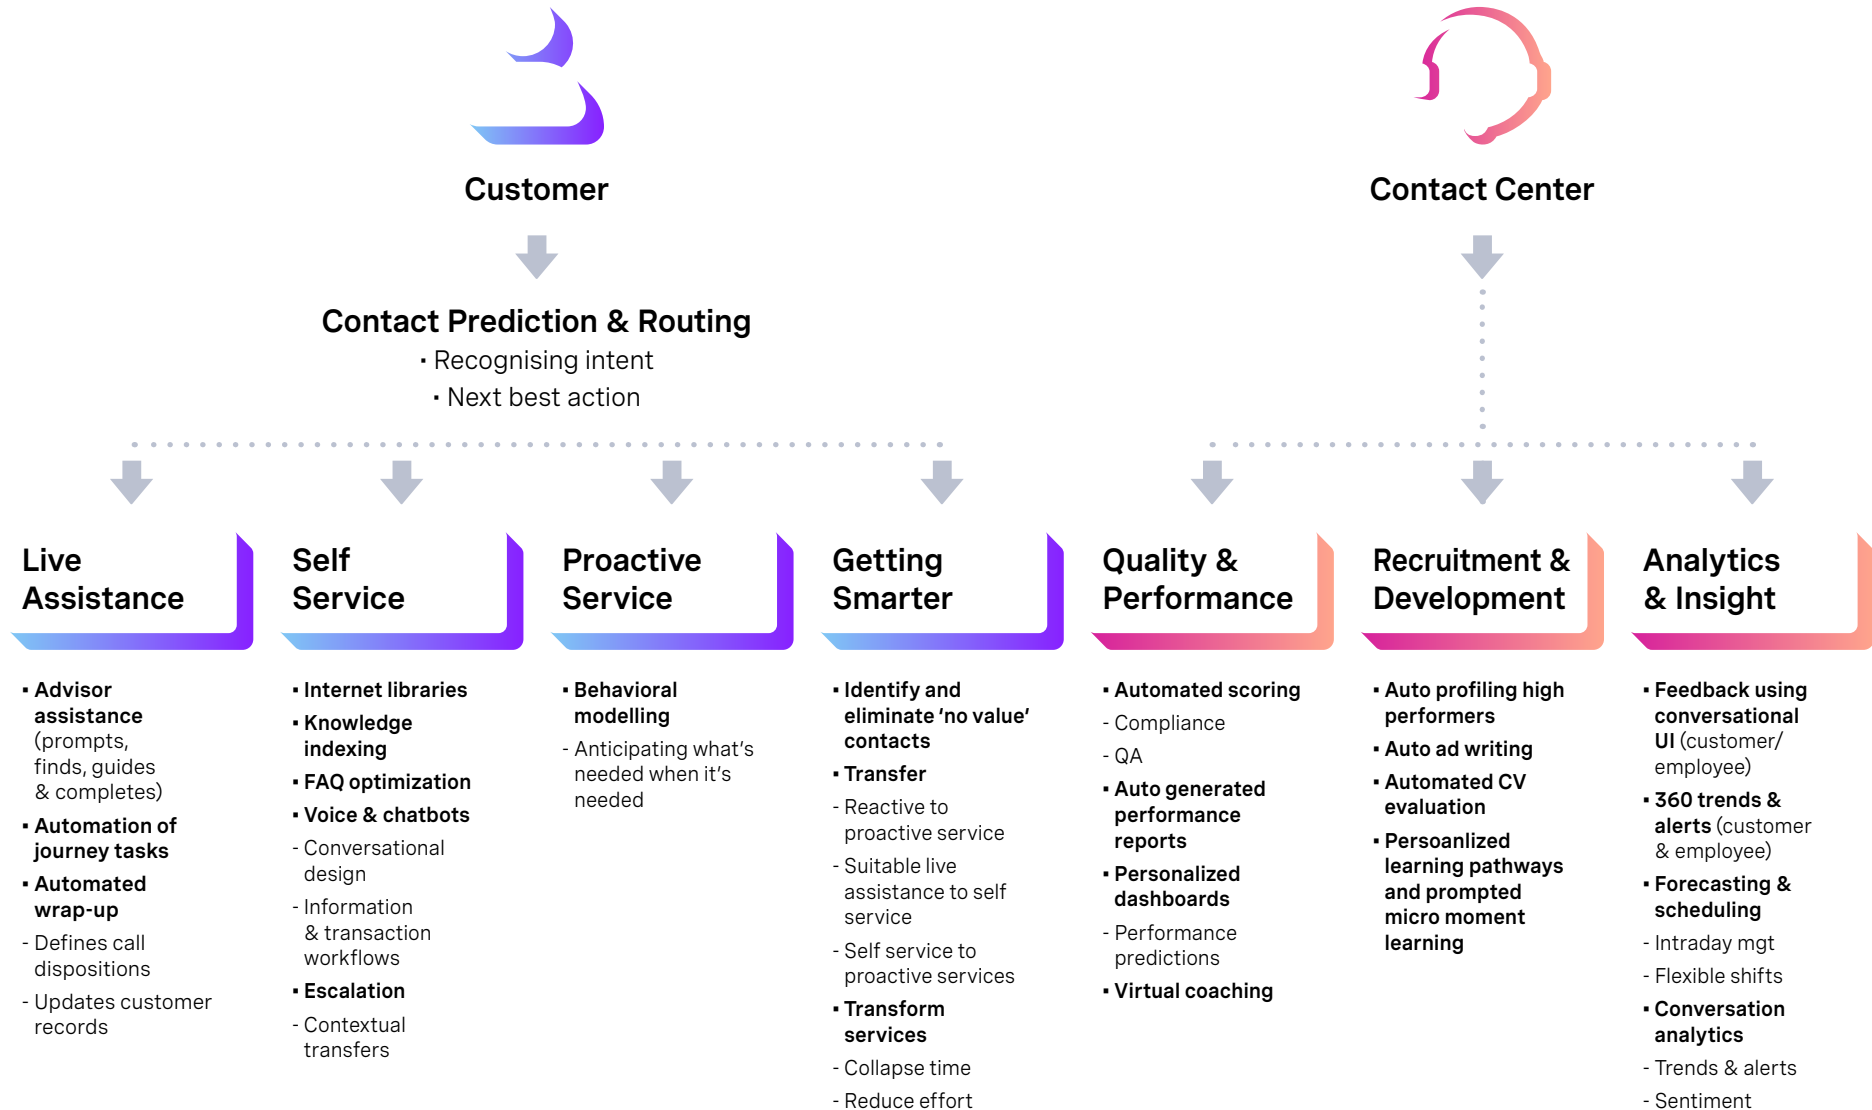 Customer
Contact Center
Contact Prediction & Routing
▪ Recognising intent
▪ Next best action
Live
Assistance
▪ Advisor
assistance
(prompts,
finds, guides
& completes)
▪ Automation of
journey tasks
▪ Automated
wrap-up
- Defines call
dispositions
- Updates customer
records
Self
Service
▪ Internet libraries
▪ Knowledge
indexing
▪ FAQ optimization
▪ Voice & chatbots
- Conversational
design
- Information
& transaction
workflows
▪ Escalation
- Contextual
transfers
Proactive
Service
▪ Behavioral
modelling
- Anticipating what’s
needed when it’s
needed
Getting
Smarter
▪ Identify and
eliminate ‘no value’
contacts
▪ Transfer
- Reactive to
proactive service
- Suitable live
assistance to self
service
- Self service to
proactive services
▪ Transform
services
- Collapse time
- Reduce effort
Quality &
Performance
▪ Automated scoring
- Compliance
- QA
▪ Auto generated
performance
reports
▪ Personalized
dashboards
- Performance
predictions
▪ Virtual coaching
Recruitment &
Development
▪ Auto profiling high
performers
▪ Auto ad writing
▪ Automated CV
evaluation
▪ Persoanlized
learning pathways
and prompted
micro moment
learning
Analytics
& Insight
▪ Feedback using
conversational
UI (customer/
employee)
▪ 360 trends &
alerts (customer
& employee)
▪ Forecasting &
scheduling
- Intraday mgt
- Flexible shifts
▪ Conversation
analytics
- Trends & alerts
- Sentiment